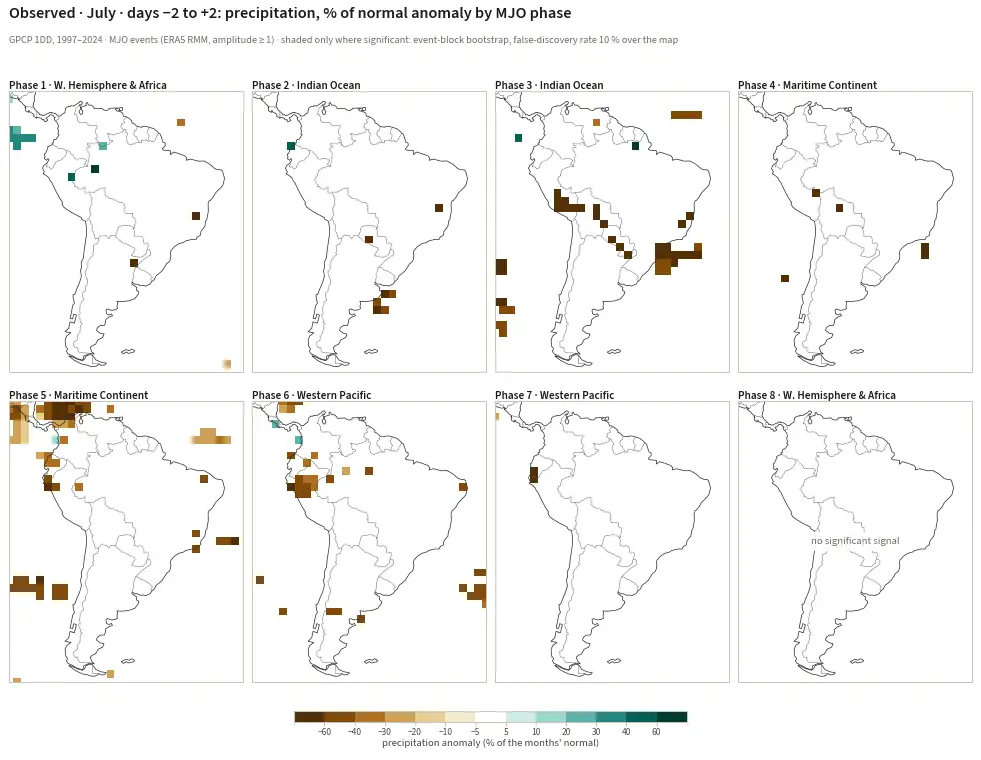 Observed · July · days −2 to +2: precipitation, % of normal anomaly by MJO phase
GPCP 1DD, 1997–2024 · MJO events (ERA5 RMM, amplitude ≥ 1) · shaded only where significant: event-block bootstrap, false-discovery rate 10 % over the map
Phase 1 · W. Hemisphere & Africa
Phase 2 · Indian Ocean
Phase 3 · Indian Ocean
Phase 4 · Maritime Continent
Phase 5 · Maritime Continent
Phase 6 · Western Pacific
Phase 7 · Western Pacific
Phase 8 · W. Hemisphere & Africa
no significant signal
−60 −40 −30 −20 −10 −5 5 10 20 30 40 60
precipitation anomaly (% of the months' normal)